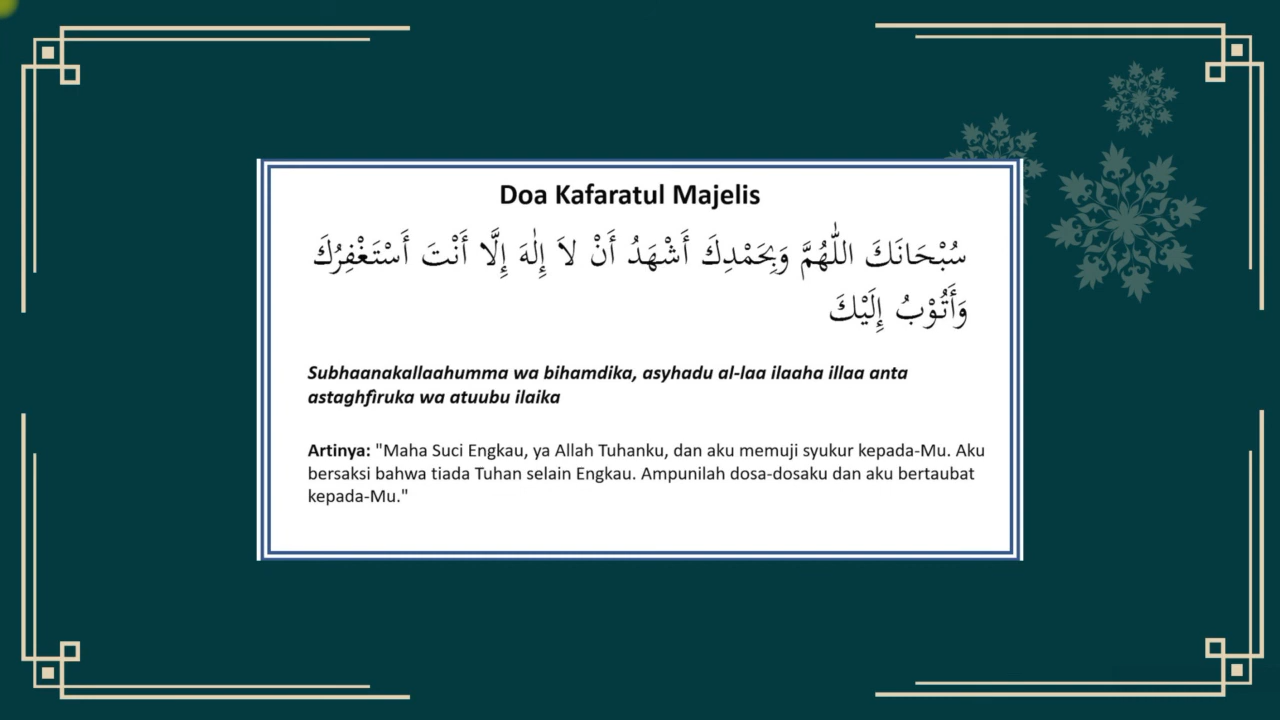 Doa Kafaratul Majelis
سُبْحَانَكَ اللّٰهُمَّ وَبِحَمْدِكَ أَشْهَدُ أَنْ لاَ إِلٰهَ إِلَّا أَنْتَ أَسْتَغْفِرُكَ
وَأَتُوْبُ إِلَيْكَ
Subhaanakallaahumma wa bihamdika, asyhadu al-laa ilaaha illaa anta
astaghfiruka wa atuubu ilaika
Artinya: "Maha Suci Engkau, ya Allah Tuhanku, dan aku memuji syukur kepada-Mu. Aku
bersaksi bahwa tiada Tuhan selain Engkau. Ampunilah dosa-dosaku dan aku bertaubat
kepada-Mu."